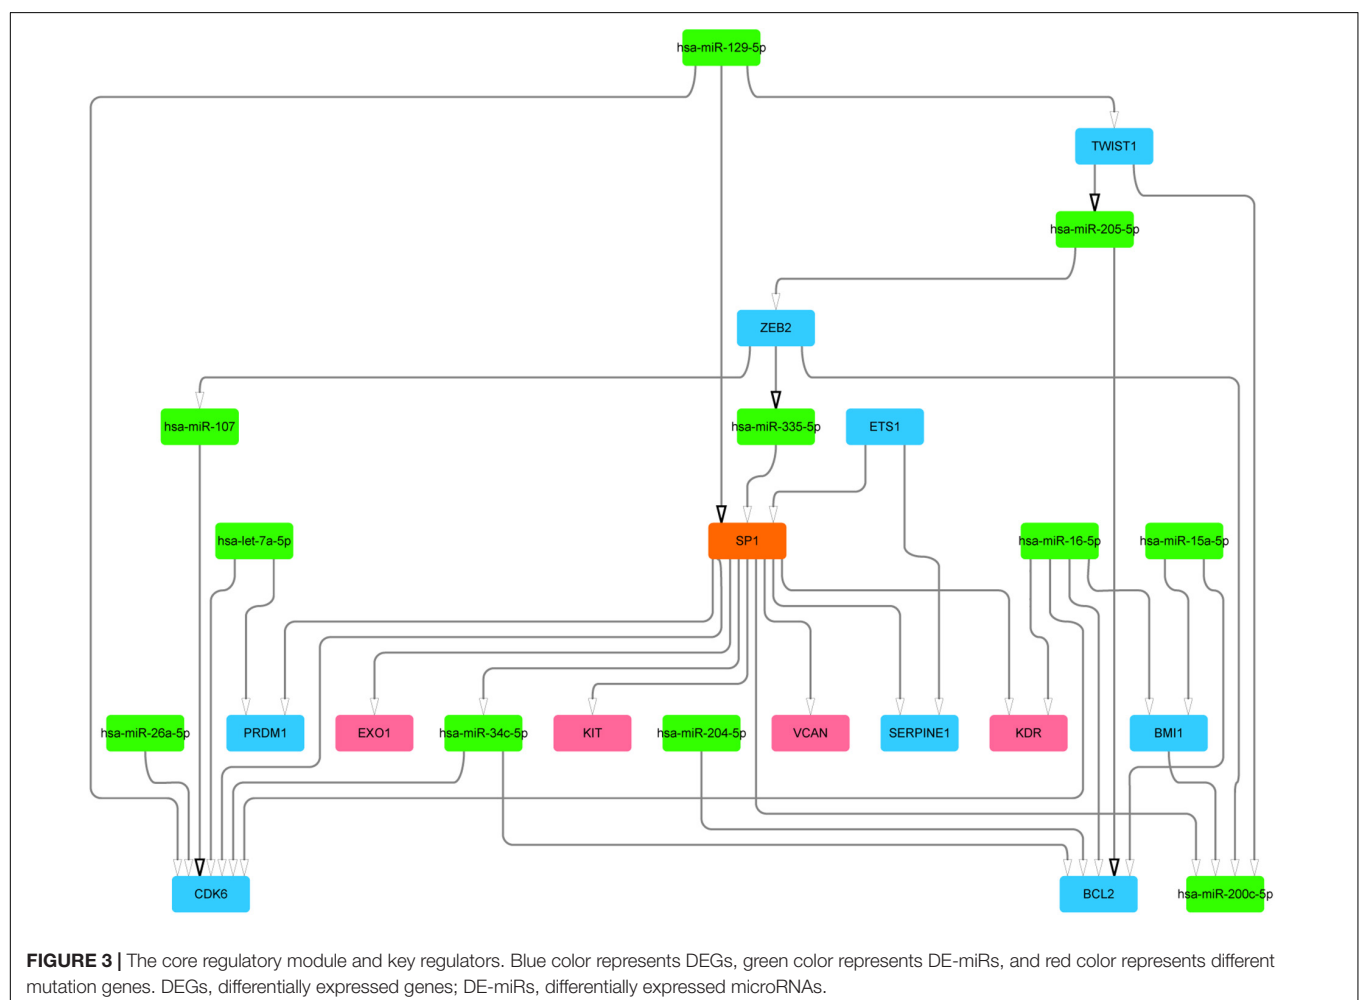 hsa-miR-129-5p
TWIST1
hsa-miR-205-5p
ZEB2
hsa-miR-107
hsa-miR-335-5p
ETS1
hsa-let-7a-5p
SP1
hsa-miR-16-5p
hsa-miR-15a-5p
hsa-miR-26a-5p
PRDM1
EXO1
hsa-miR-34c-5p
KIT
hsa-miR-204-5p
VCAN
SERPINE1
KDR
BMI1
CDK6
BCL2
hsa-miR-200c-5p
FIGURE 3 | The core regulatory module and key regulators. Blue color represents DEGs, green color represents DE-miRs, and red color represents different
mutation genes. DEGs, differentially expressed genes; DE-miRs, differentially expressed microRNAs.